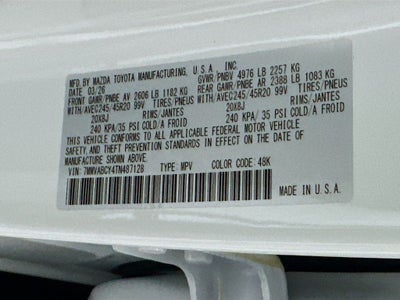 MFD.BY MAZDA TOYOTA MANUFACTURING, U.S.A. INC.
DATE: 03/26 GVWR/PNBV 4976 LB 2257 KG
FRONT GAWR/PNBE AV 2606 LB 1182 KG REAR GAWR/PNBE AR 2388 LB 1083 KG
WITH/AVEC245/45R20 99V TIRES/PNEUS WITH/AVEC245/45R20 99V TIRES/PNEUS
20X8J RIMS/JANTES 20X8J RIMS/JANTES
240 KPA/35 PSI COLD/A FROID 240 KPA/35 PSI COLD/A FROID
THIS VEHICLE CONFORMS TO ALL APPLICABLE FEDERAL MOTOR
VEHICLE SAFETY STANDARDS IN EFFECT ON THE DATE OF
MANUFACTURE SHOWN ABOVE.
VIN: 7MMVABCY4TN487128 TYPE: MPV COLOR CODE: 48K
MADE IN U.S.A.